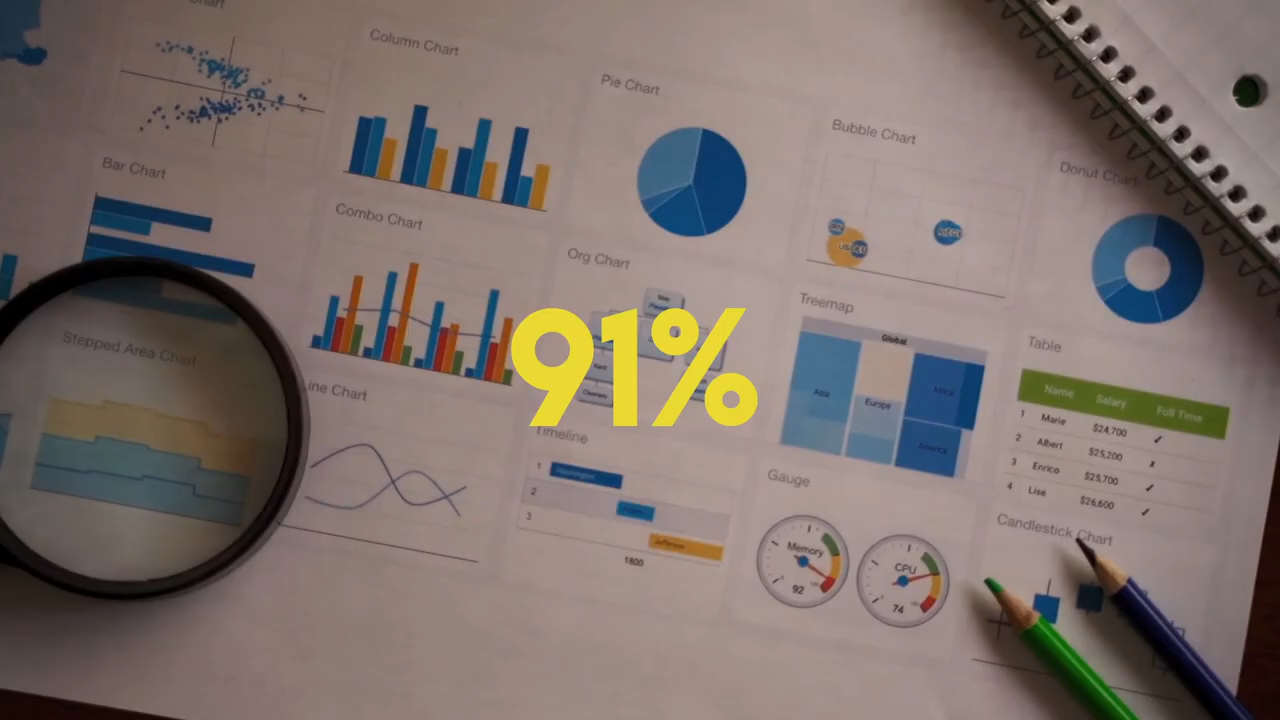 Chart
Column Chart
Pie Chart
Bubble Chart
Donut Chart
Bar Chart
Combo Chart
Org Chart
Treemap
Global
Asia
Europe
Africa
America
Table
Name Salary Full Time
1 Marie $24,700 ✓
2 Albert $25,200 x
3 Enrico $25,700 ✓
4 Lise $26,600 ✓
91%
Stepped Area Chart
Line Chart
Timeline
1 Washington
2
3 Jefferson
1800
Gauge
Memory
92
CPU
74
Candlestick Chart